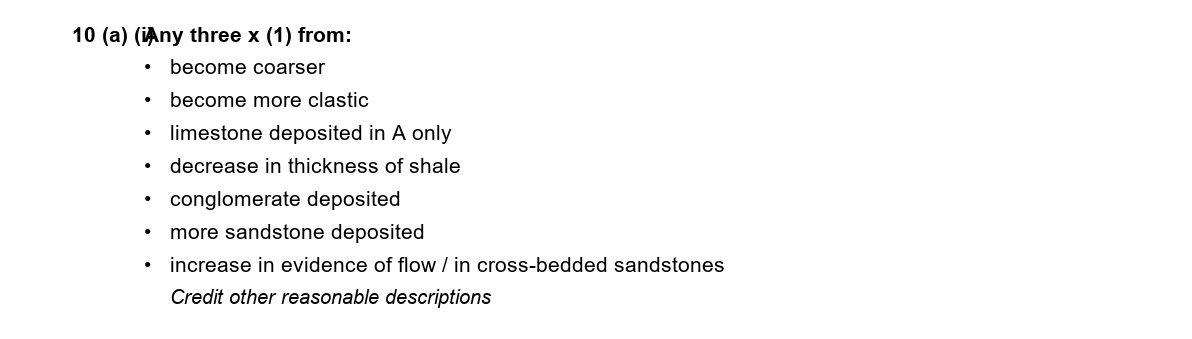 10 (a) (i) Any three x (1) from:
• become coarser
• become more clastic
• limestone deposited in A only
• decrease in thickness of shale
• conglomerate deposited
• more sandstone deposited
• increase in evidence of flow / in cross-bedded sandstones
Credit other reasonable descriptions